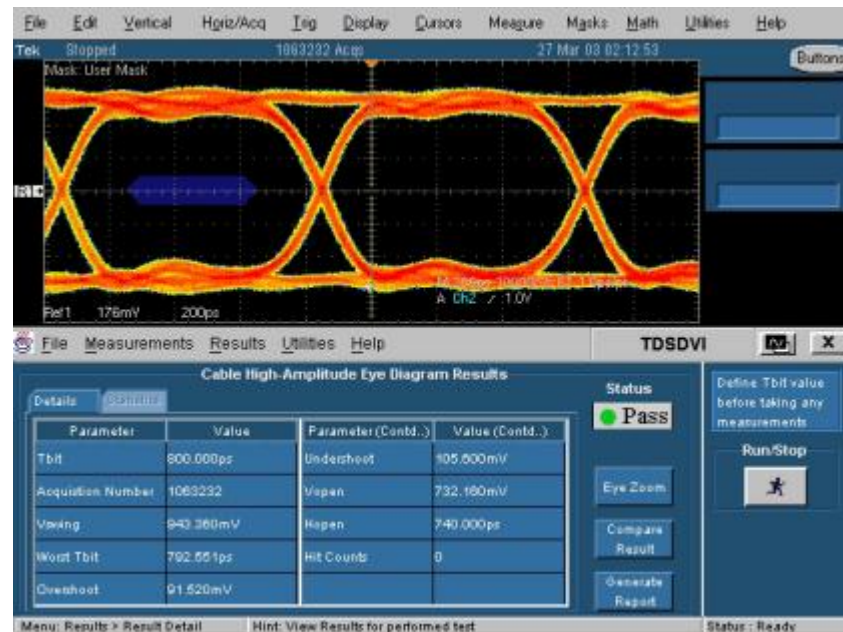 File Edit Vertical Horiz/Acq Trig Display Cursors Measure Masks Math Utilities Help
Tek Stopped 1063232 Acqs 27 Mar 03 02:12:53
Buttons
Mask: User Mask
R1
A Ch2 1.0V
Ref1 176mV 200ps
File Measurements Results Utilities Help
TDSDVI
X
Cable High-Amplitude Eye Diagram Results
Details Statistics
Status
Pass
Define Tbit value
before taking any
measurements
Run/Stop
Parameter Value Parameter (Contd..) Value (Contd..)
Tbit 800.000ps Undershoot 105.600mV
Acquistion Number 1063232 Vopen 732.160mV
Vswing 943.360mV Hopen 740.000ps
Worst Tbit 792.551ps Hit Counts 0
Overshoot 91.520mV
Eye Zoom
Compare
Result
Generate
Report
Menu: Results > Result Detail Hint: View Results for performed test Status : Ready